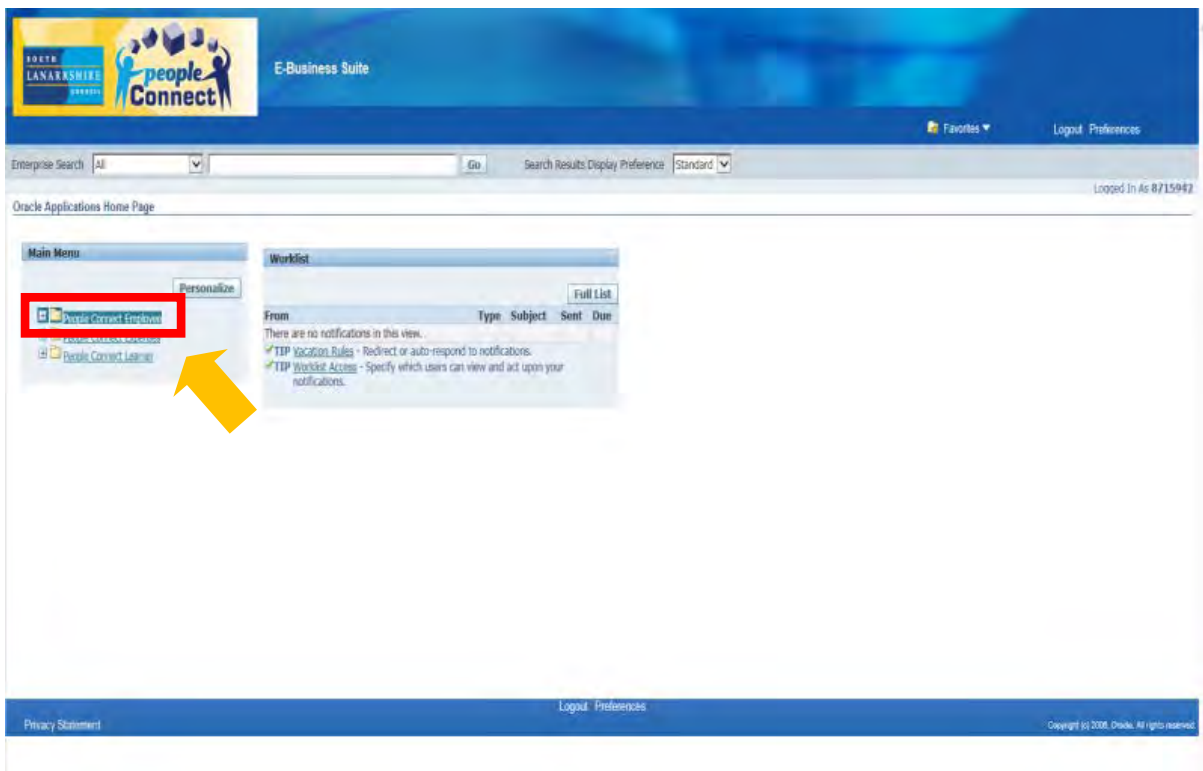 SOUTH
LANARKSHIRE
COUNCIL
people
Connect
E-Business Suite
Favorites
Logout Preferences
Enterprise Search All Go Search Results Display Preference Standard
Logged In As 8715942
Oracle Applications Home Page
Main Menu
Personalize
People Connect Employee
People Connect Expenses
People Connect Learner
Worklist
Full List
From Type Subject Sent Due
There are no notifications in this view.
TIP Vacation Rules - Redirect or auto-respond to notifications.
TIP Worklist Access - Specify which users can view and act upon your
notifications.
Logout Preferences
Privacy Statement
Copyright (c) 2006, Oracle. All rights reserved.